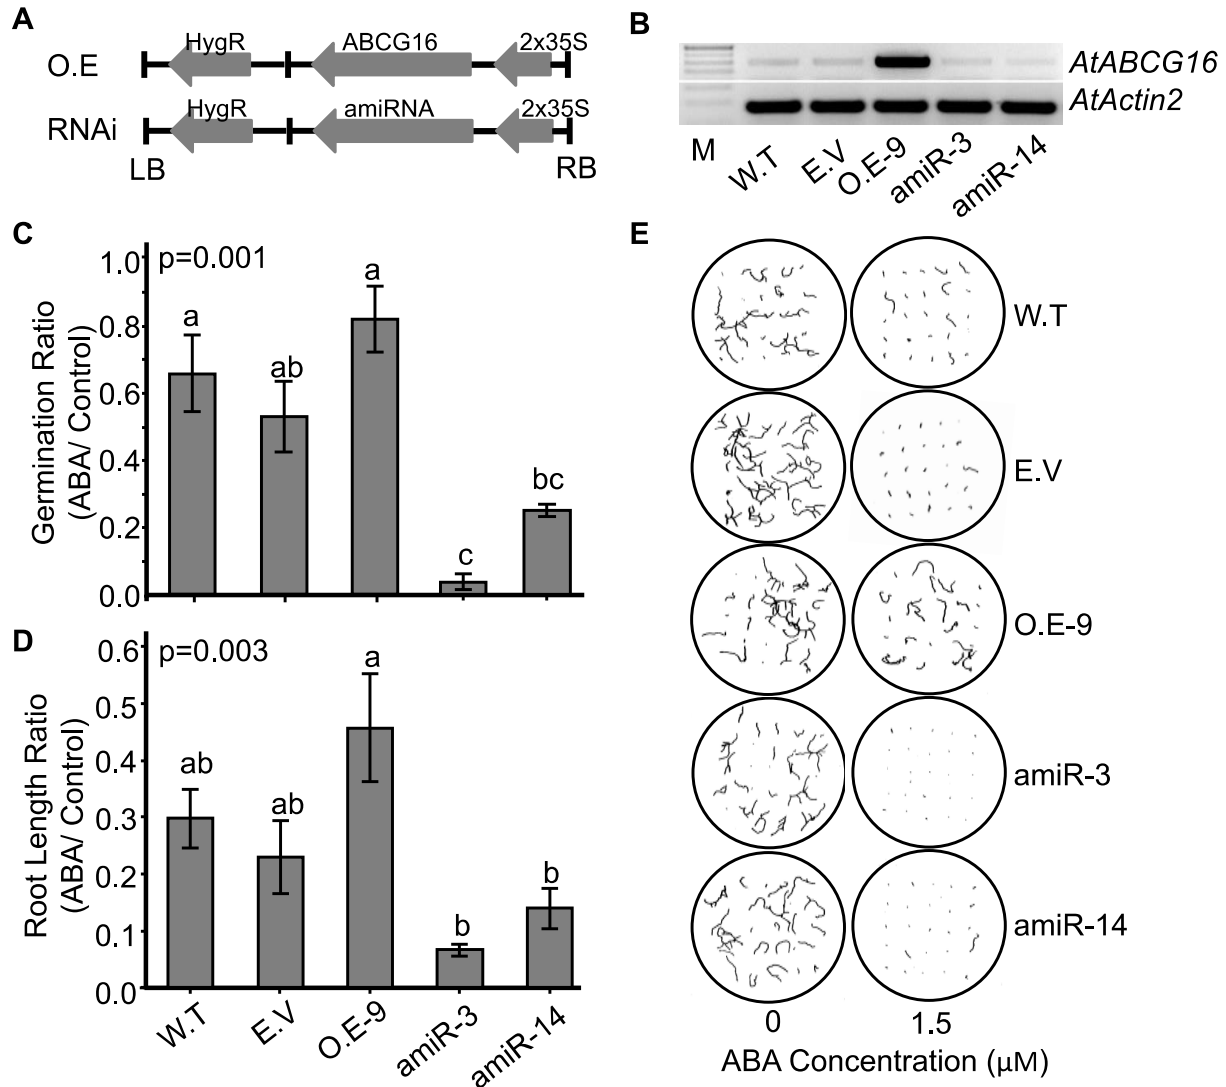 A
HygR ABCG16 2x35S
O.E
HygR amiRNA 2x35S
RNAi
LB RB
B
AtABCG16
AtActin2
M W.T E.V O.E-9 amiR-3 amiR-14
C
p=0.001
Germination Ratio
(ABA/ Control)
1.0
0.8
0.6
0.4
0.2
0.0
a ab a c bc
D
p=0.003
Root Length Ratio
(ABA/ Control)
0.6
0.5
0.4
0.3
0.2
0.1
0.0
ab ab a b b
W.T E.V O.E-9 amiR-3 amiR-14
E
W.T
E.V
O.E-9
amiR-3
amiR-14
0 1.5
ABA Concentration (µM)